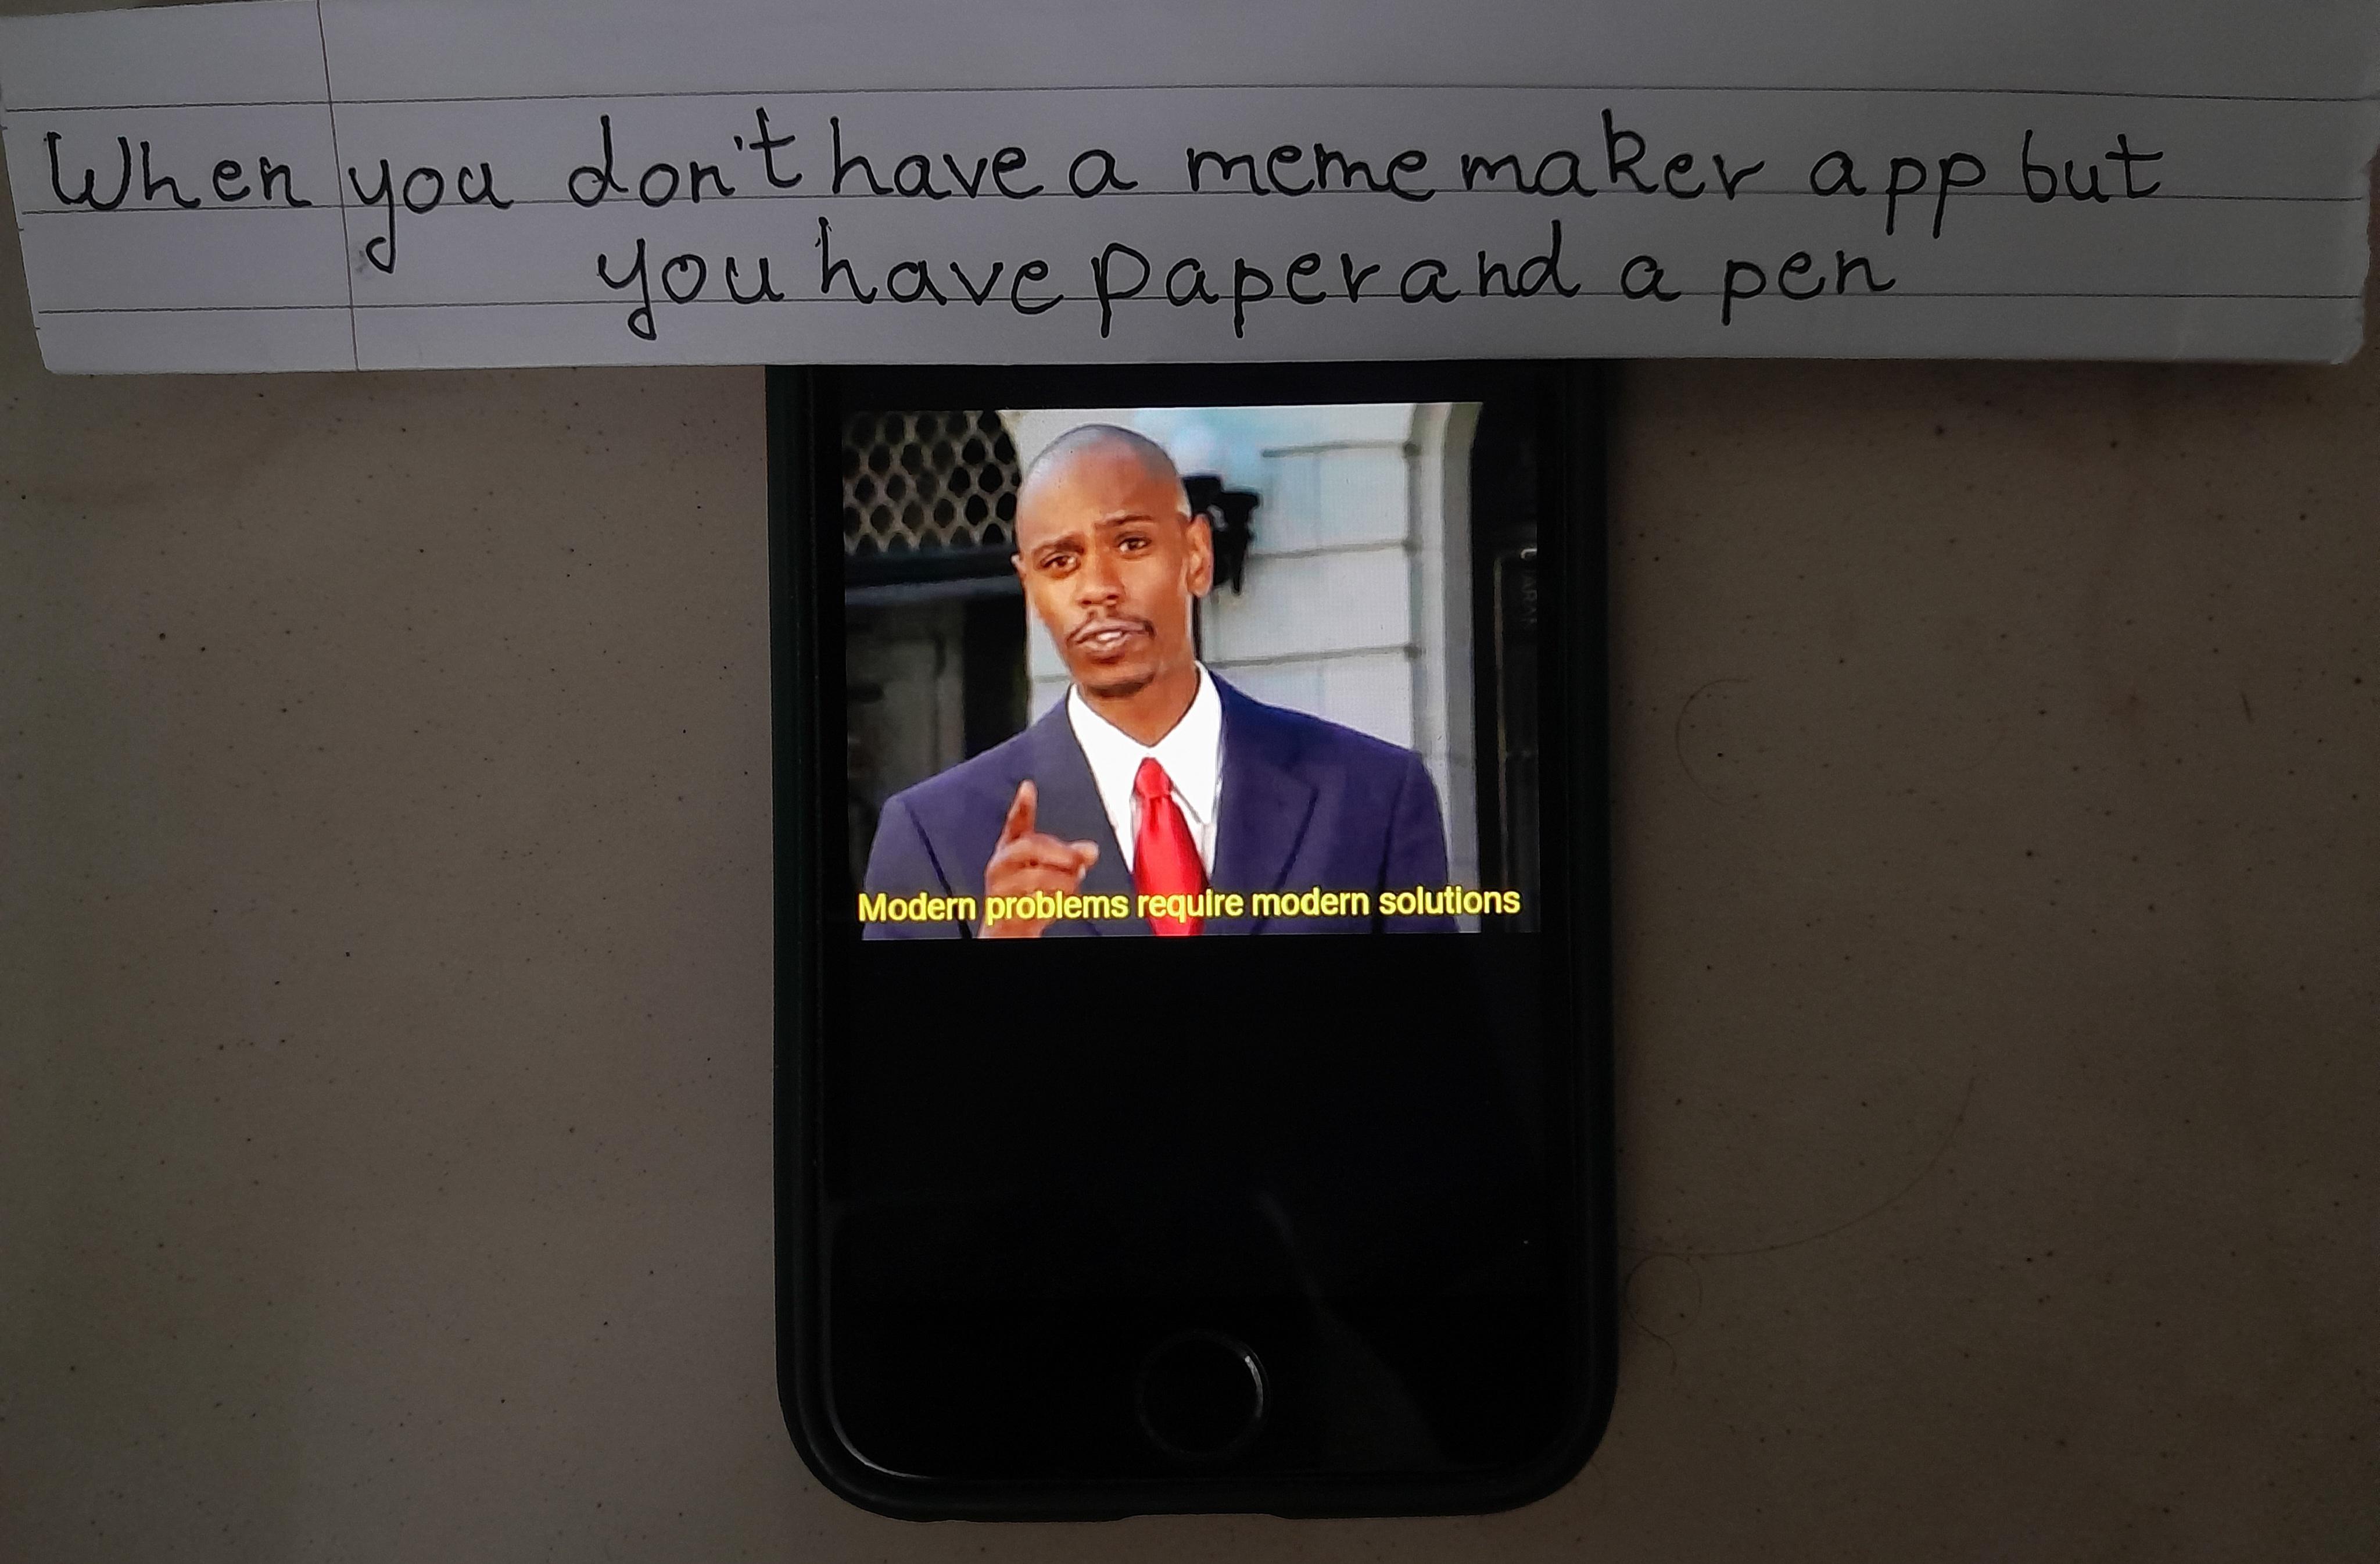 When you don't have a meme maker app but
you have paper and a pen
Modern problems require modern solutions